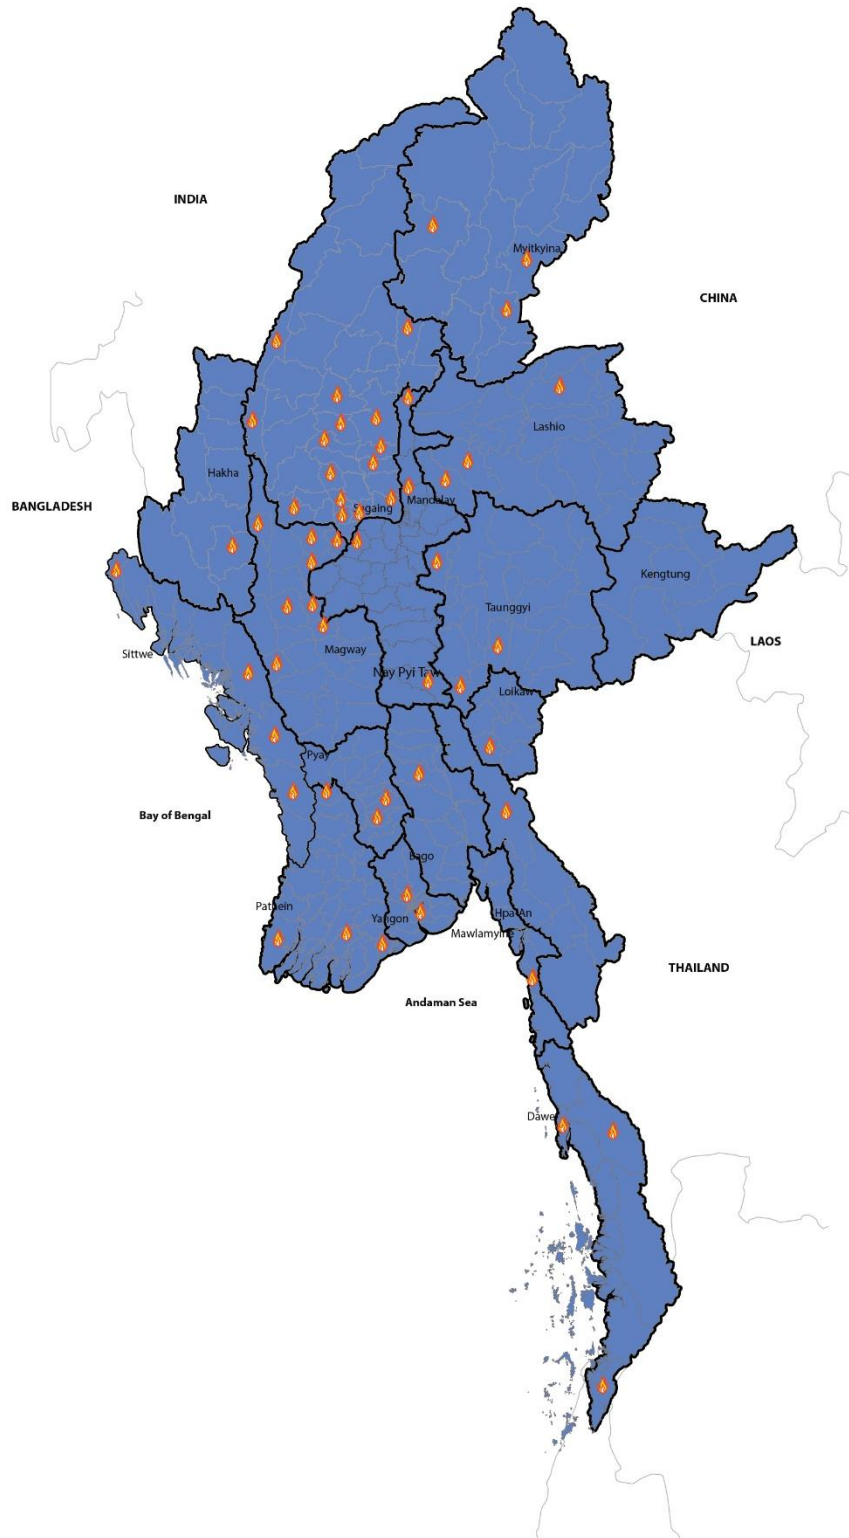 INDIA
Myitkyina
CHINA
Lashio
Hakha
Mandalay
BANGLADESH
Sagaing
Kengtung
Taunggyi
LAOS
Magway
Sittwe
Nay Pyi Taw
Loikaw
Pyay
Bay of Bengal
Bago
Pathein
Hpa-An
Yangon
Mawlamyine
THAILAND
Andaman Sea
Dawei